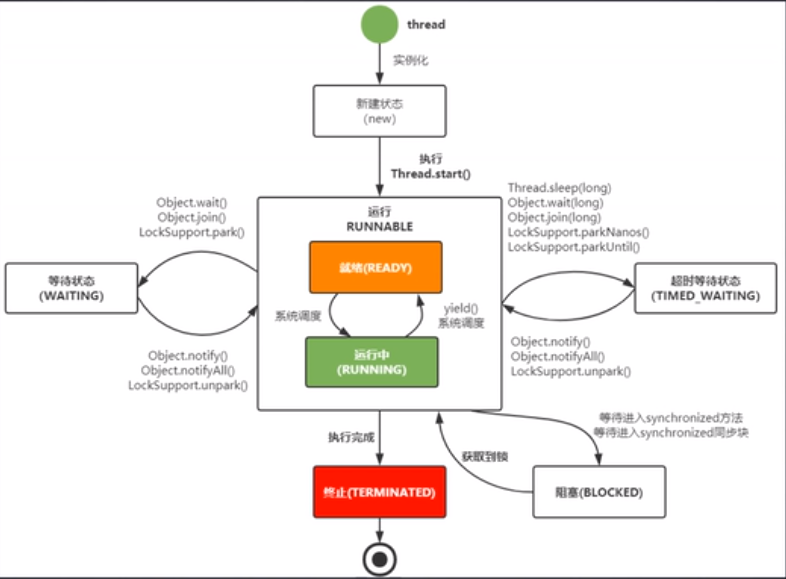 thread
实例化
新建状态
(new)
执行
Thread.start()
Object.wait()
Object.join()
LockSupport.park()
运行
RUNNABLE
Thread.sleep(long)
Object.wait(long)
Object.join(long)
LockSupport.parkNanos()
LockSupport.parkUntil()
就绪(READY)
等待状态
(WAITING)
超时等待状态
(TIMED_WAITING)
系统调度
yield()
系统调度
运行中
(RUNNING)
Object.notify()
Object.notifyAll()
LockSupport.unpark()
Object.notify()
Object.notifyAll()
LockSupport.unpark()
执行完成
等待进入synchronized方法
等待进入synchronized同步块
获取到锁
终止(TERMINATED)
阻塞(BLOCKED)